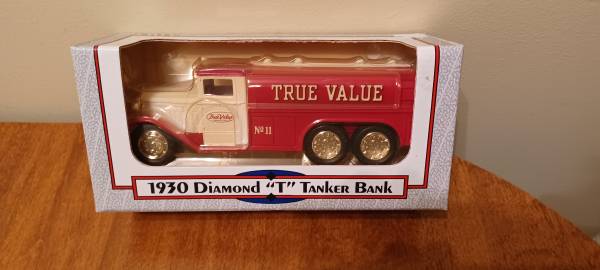 TRUE VALUE
True Value
Nº 11
1930 DIAMOND "T" TANKER BANK